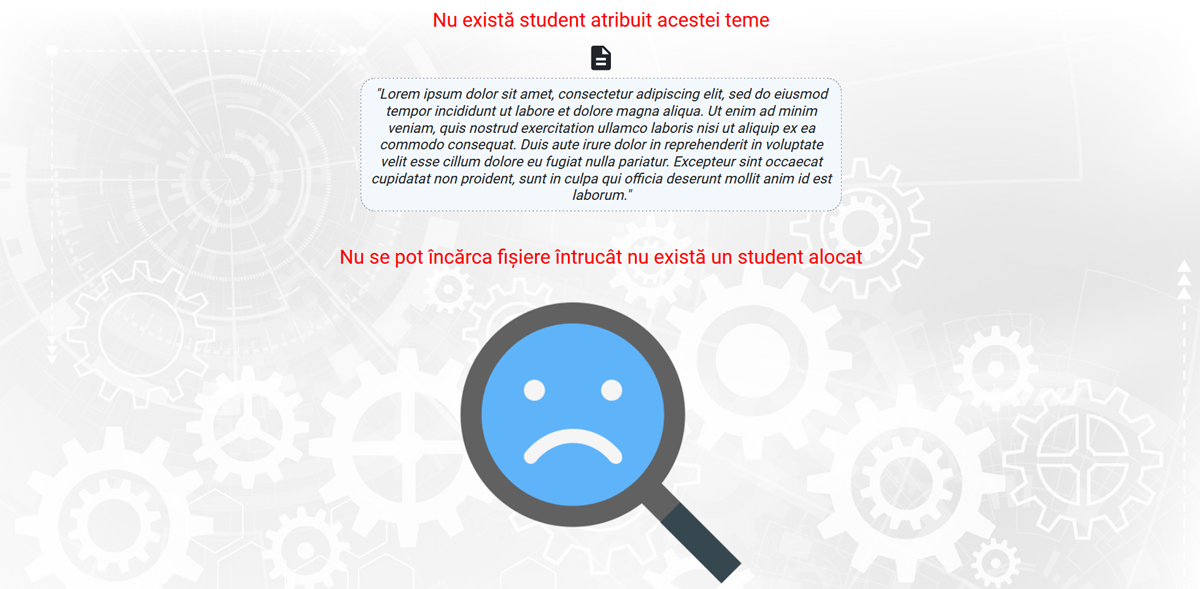 Nu există student atribuit acestei teme
"Lorem ipsum dolor sit amet, consectetur adipiscing elit, sed do eiusmod
tempor incididunt ut labore et dolore magna aliqua. Ut enim ad minim
veniam, quis nostrud exercitation ullamco laboris nisi ut aliquip ex ea
commodo consequat. Duis aute irure dolor in reprehenderit in voluptate
velit esse cillum dolore eu fugiat nulla pariatur. Excepteur sint occaecat
cupidatat non proident, sunt in culpa qui officia deserunt mollit anim id est
laborum."
Nu se pot încărca fișiere întrucât nu există un student alocat